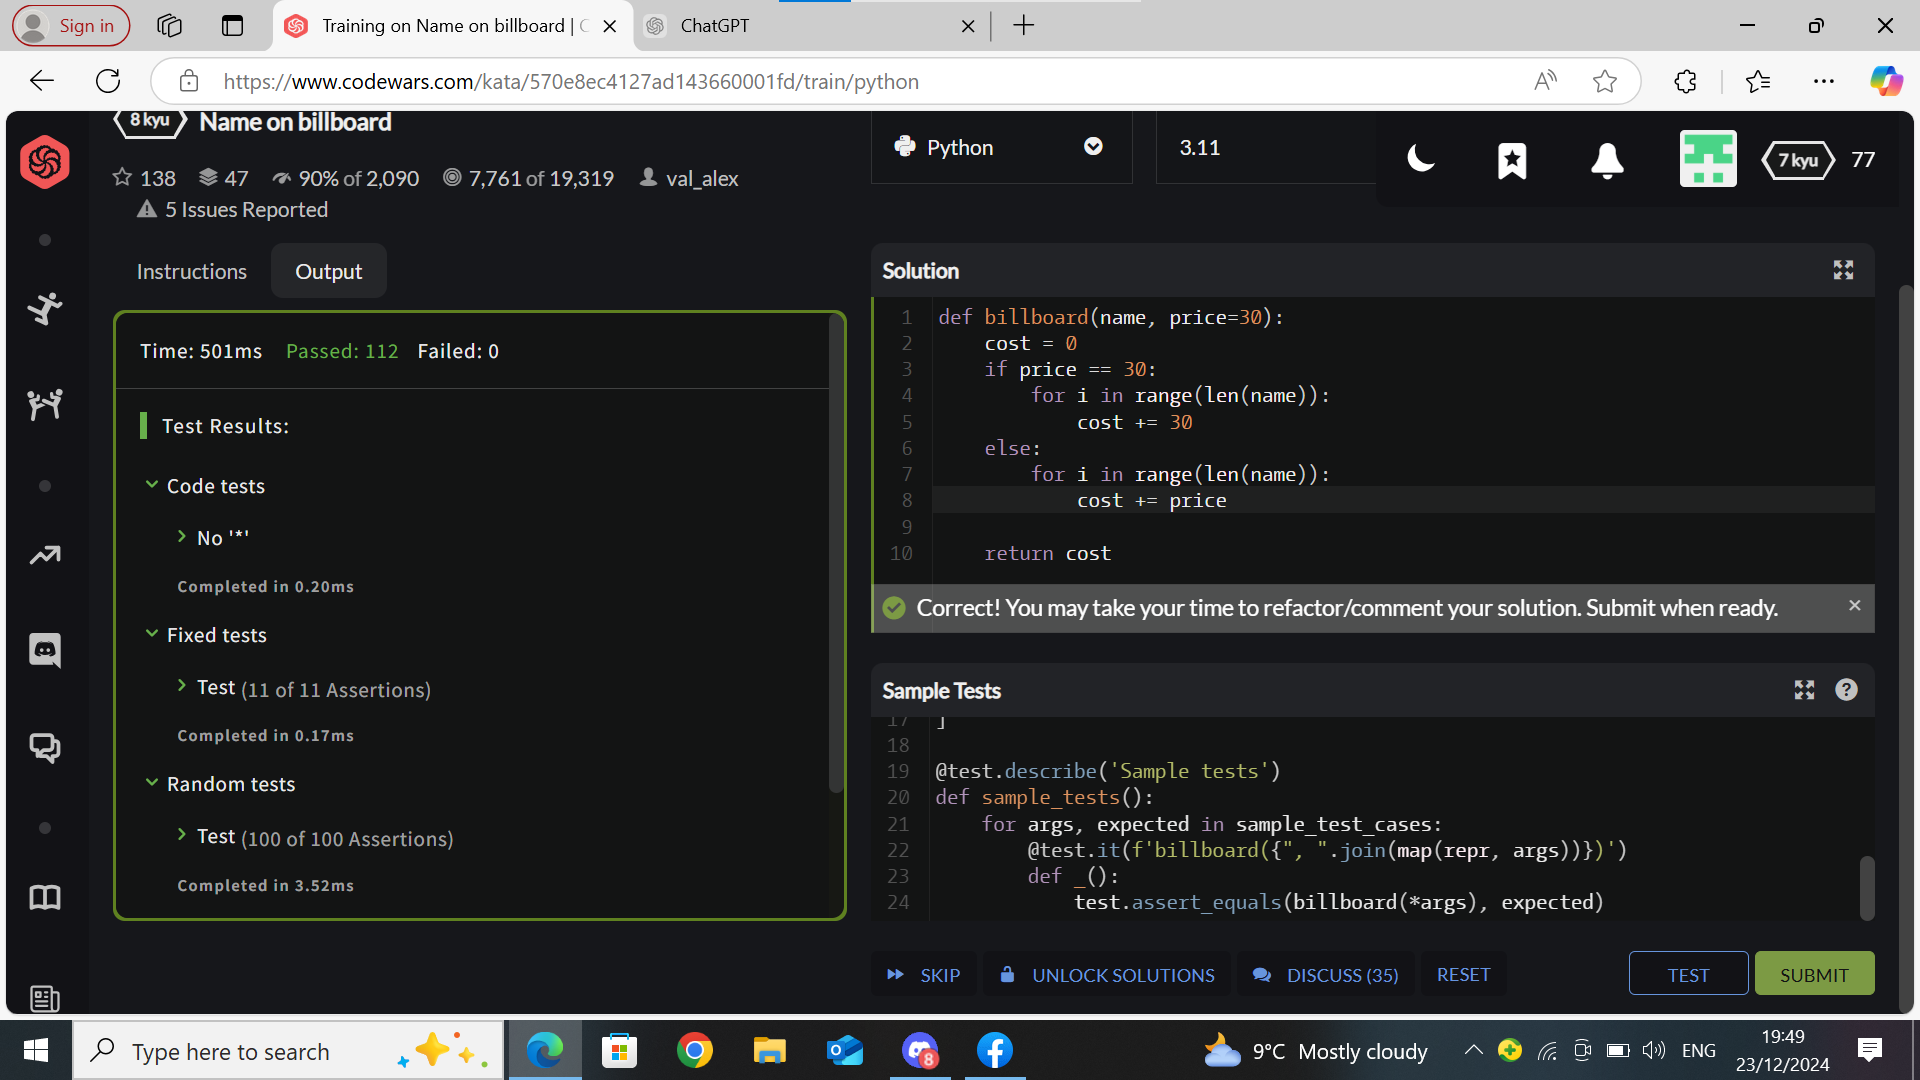 Sign in
Training on Name on billboard | C
ChatGPT
https://www.codewars.com/kata/570e8ec4127ad143660001fd/train/python
8 kyu
Name on billboard
138
47
90% of 2,090
7,761 of 19,319
val_alex
5 Issues Reported
Python
3.11
7 kyu
77
Instructions
Output
Time: 501ms Passed: 112 Failed: 0
Test Results:
Code tests
No '*'
Completed in 0.20ms
Fixed tests
Test (11 of 11 Assertions)
Completed in 0.17ms
Random tests
Test (100 of 100 Assertions)
Completed in 3.52ms
Solution
1 def billboard(name, price=30):
2     cost = 0
3     if price == 30:
4         for i in range(len(name)):
5             cost += 30
6     else:
7         for i in range(len(name)):
8             cost += price
9
10     return cost
Correct! You may take your time to refactor/comment your solution. Submit when ready.
Sample Tests
17 ]
18
19 @test.describe('Sample tests')
20 def sample_tests():
21     for args, expected in sample_test_cases:
22         @test.it(f'billboard({", ".join(map(repr, args))})')
23         def _():
24             test.assert_equals(billboard(*args), expected)
SKIP
UNLOCK SOLUTIONS
DISCUSS (35)
RESET
TEST
SUBMIT
Type here to search
8
9°C Mostly cloudy
ENG
19:49
23/12/2024